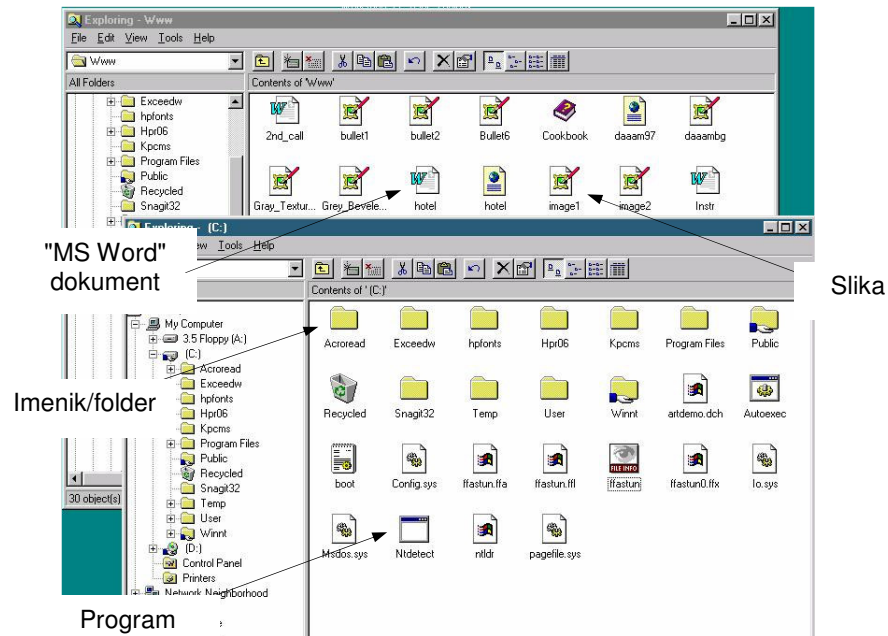 Exploring - Www
File Edit View Tools Help
Www
All Folders
Contents of 'Www'
Exceedw
hpfonts
Hpr06
Kpcms
Program Files
Public
Recycled
Snagit32
2nd_call bullet1 bullet2 Bullet6 Cookbook daaam97 daaambg
Gray_Textur... Grey_Bevele... hotel hotel image1 image2 Instr
Exploring - (C:)
Tools Help
"MS Word"
dokument
Slika
Contents of '(C:)'
My Computer
3.5 Floppy (A:)
(C:)
Acroread
Exceedw
hpfonts
Hpr06
Kpcms
Program Files
Public
Recycled
Snagit32
Temp
User
Winnt
(D:)
Control Panel
Printers
Network Neighborhood
Imenik/folder
30 object(s)
Acroread Exceedw hpfonts Hpr06 Kpcms Program Files Public
Recycled Snagit32 Temp User Winnt artdemo.dch Autoexec
boot Config.sys ffastun.ffa ffastun.ffl ffastun ffastun0.ffx Io.sys
FILE INFO
Msdos.sys Ntdetect ntldr pagefile.sys
Program